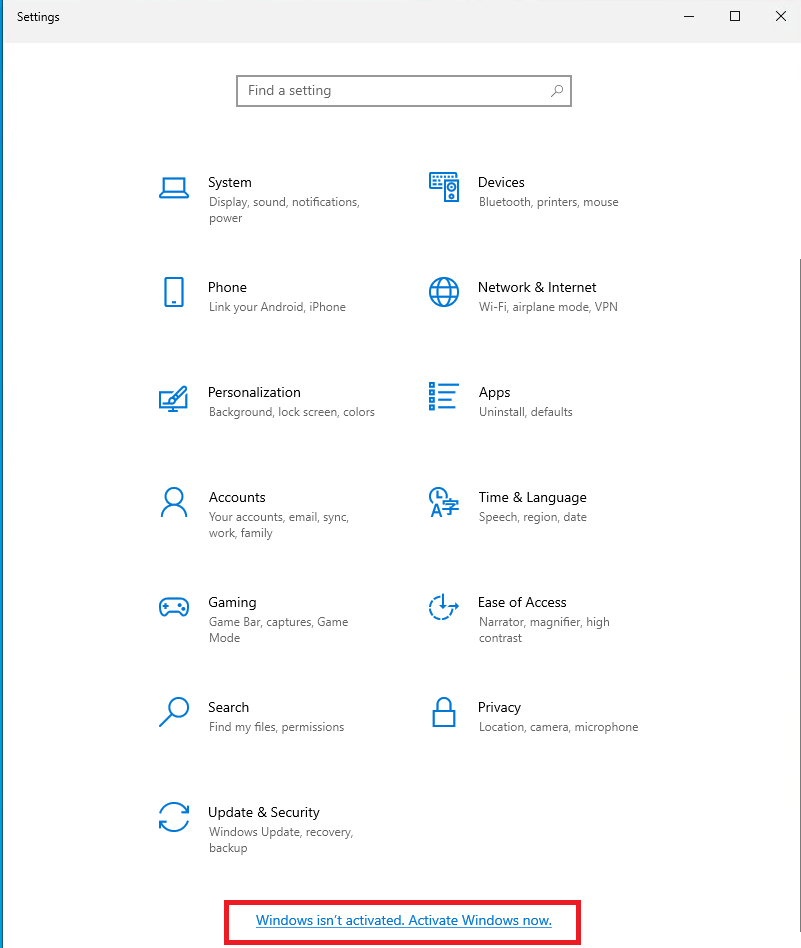 Settings
Find a setting
System
Display, sound, notifications,
power
Devices
Bluetooth, printers, mouse
Phone
Link your Android, iPhone
Network & Internet
Wi-Fi, airplane mode, VPN
Personalization
Background, lock screen, colors
Apps
Uninstall, defaults
Accounts
Your accounts, email, sync,
work, family
Time & Language
Speech, region, date
Gaming
Game Bar, captures, Game
Mode
Ease of Access
Narrator, magnifier, high
contrast
Search
Find my files, permissions
Privacy
Location, camera, microphone
Update & Security
Windows Update, recovery,
backup
Windows isn't activated. Activate Windows now.